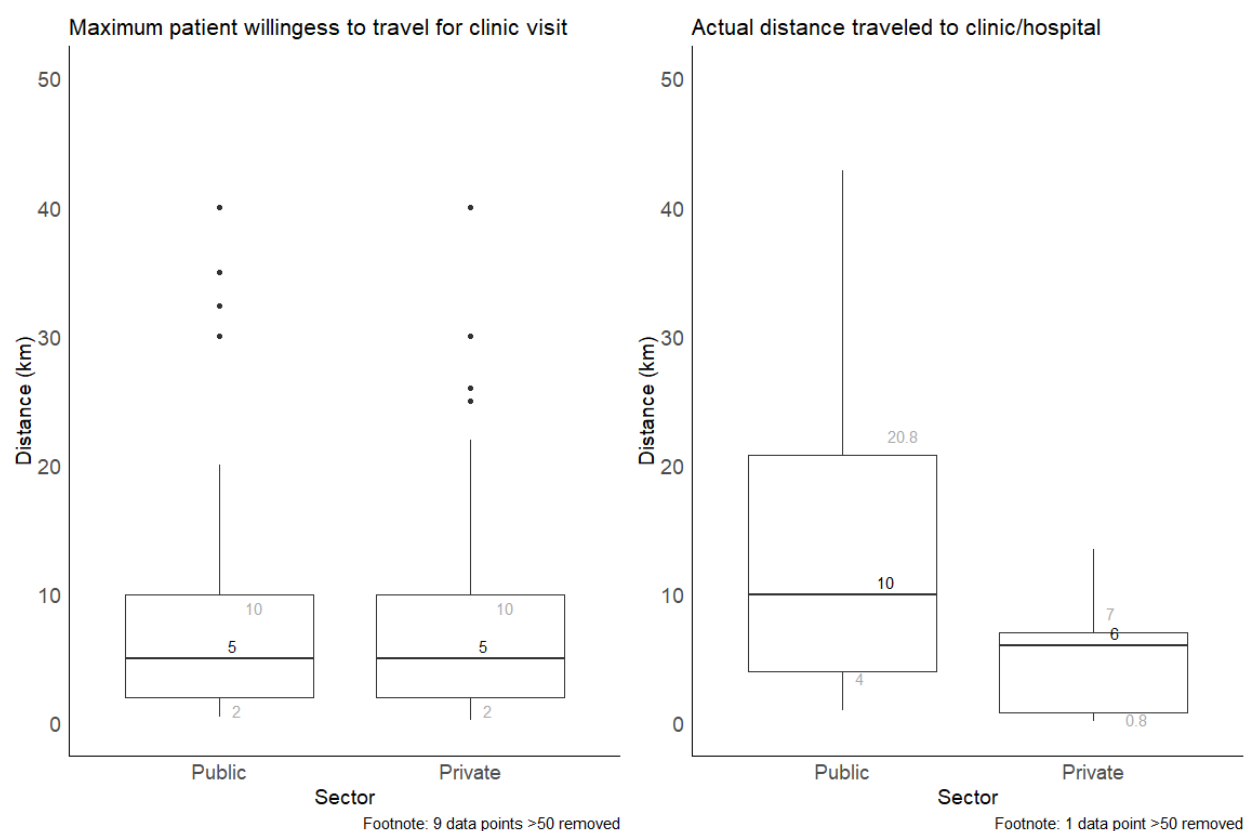 Maximum patient willingess to travel for clinic visit
50
40
30
20
10
0
Distance (km)
10
5
2
10
5
2
Public
Private
Sector
Footnote: 9 data points >50 removed
Actual distance traveled to clinic/hospital
50
40
30
20
10
0
Distance (km)
20.8
10
4
7
6
0.8
Public
Private
Sector
Footnote: 1 data point >50 removed